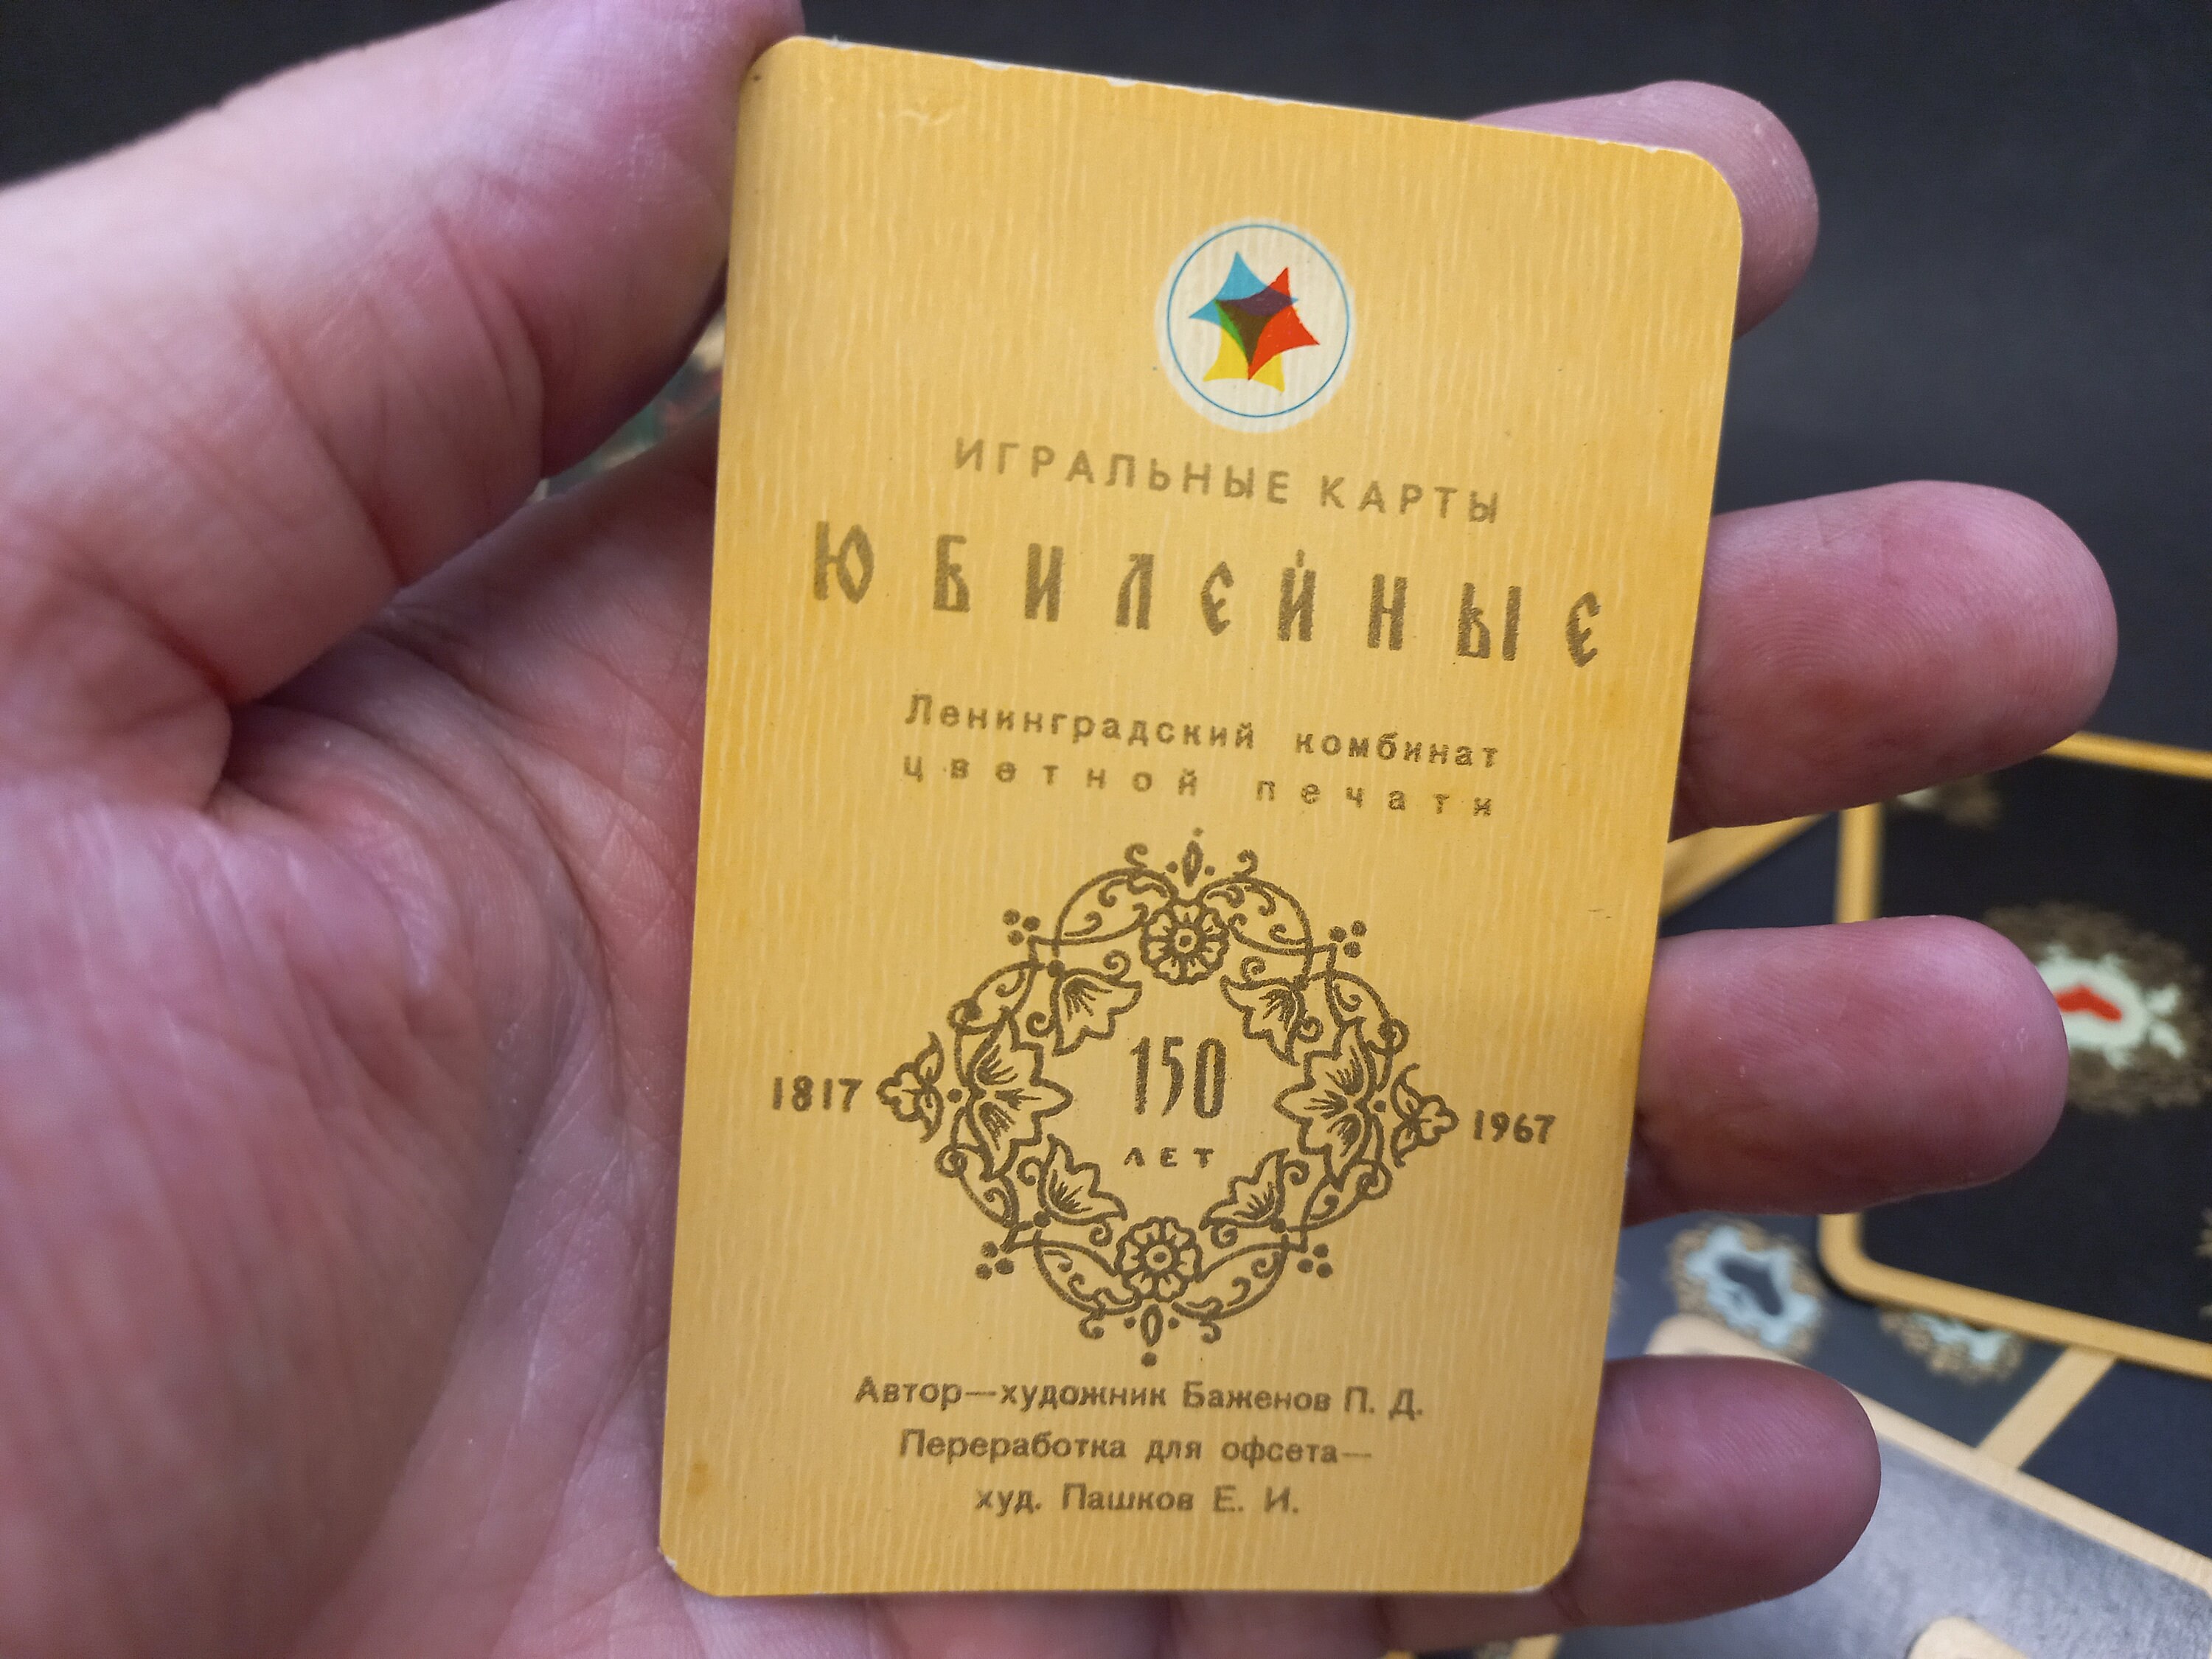 ИГРАЛЬНЫЕ КАРТЫ
ЮБИЛЕЙНЫЕ
Ленинградский комбинат
цветной печати
150
1817
1967
ЛЕТ
Автор—художник Баженов П. Д.
Переработка для офсета—
худ. Пашков Е. И.